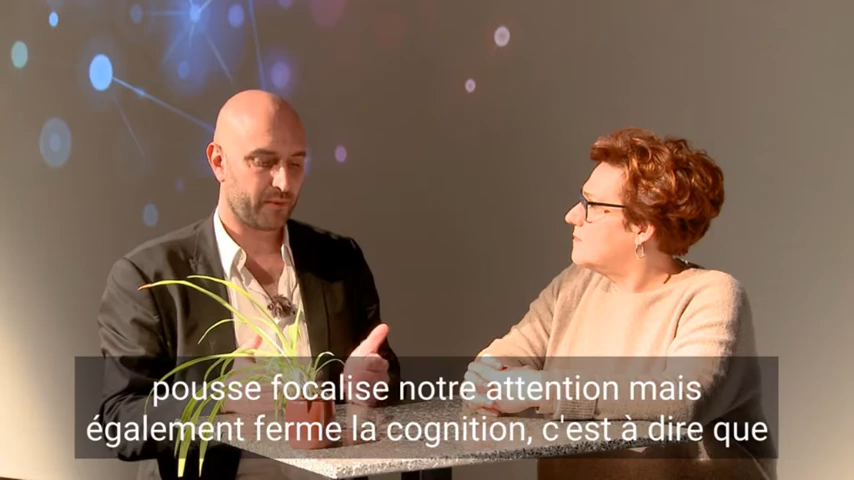 pousse focalise notre attention mais
également ferme la cognition, c'est à dire que